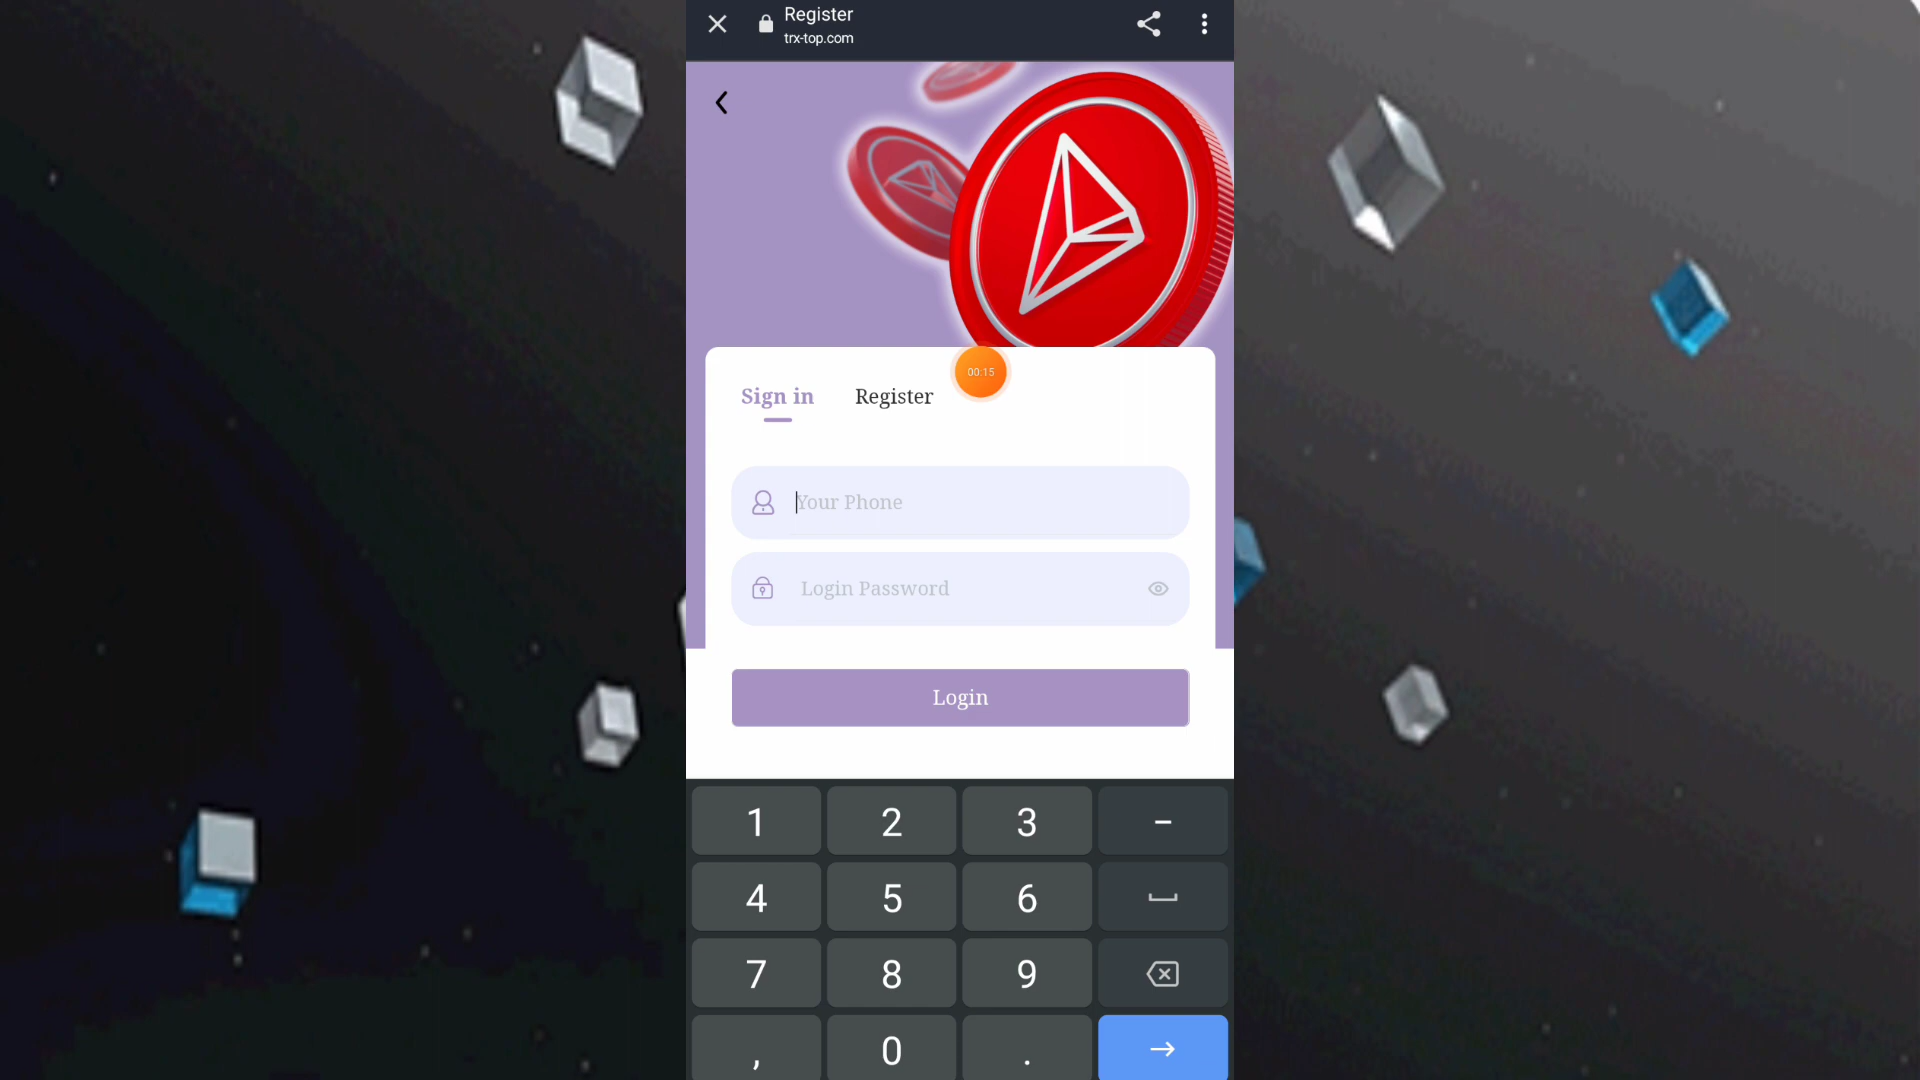 Register
trx-top.com
00:15
Sign in Register
Your Phone
Login Password
Login
1 2 3 -
4 5 6
7 8 9
, 0 .